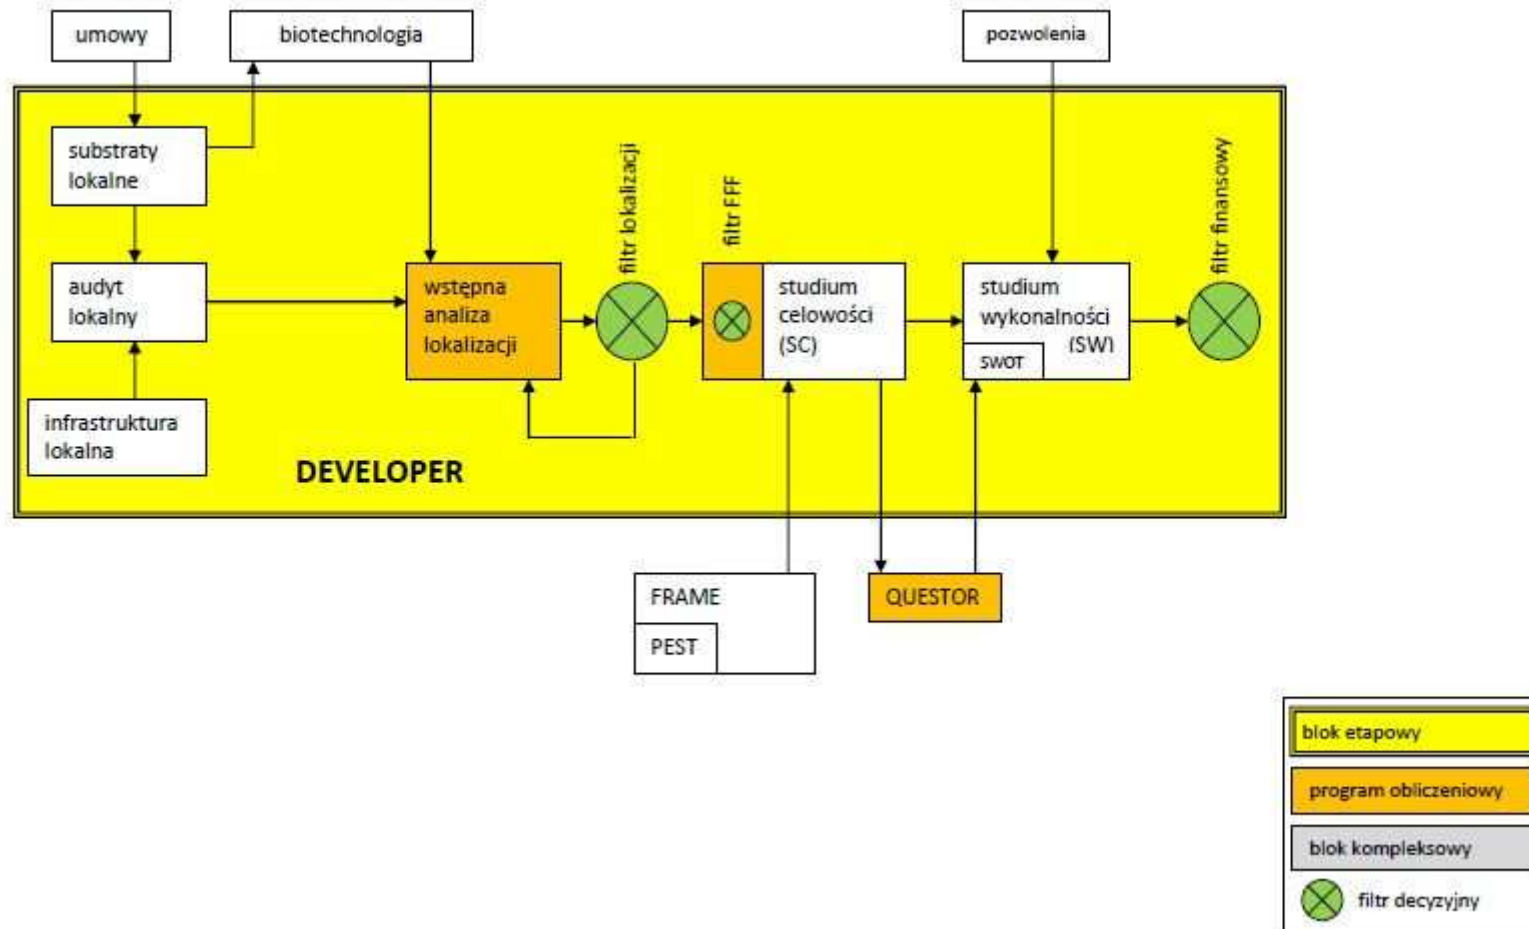 umowy
biotechnologia
pozwolenia
substraty
lokalne
filtr lokalizacji
filtr FFF
filtr finansowy
audyt
lokalny
wstępna
analiza
lokalizacji
studium
celowości
(SC)
studium
wykonalności
(SW)
SWOT
infrastruktura
lokalna
DEVELOPER
FRAME
PEST
QUESTOR
blok etapowy
program obliczeniowy
blok kompleksowy
filtr decyzyjny